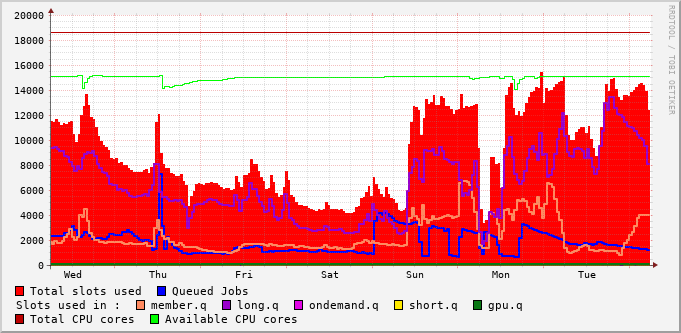 20000
18000
16000
14000
12000
10000
8000
6000
4000
2000
0
Wed Thu Fri Sat Sun Mon Tue
Total slots used Queued Jobs
Slots used in : member.q long.q ondemand.q short.q gpu.q
Total CPU cores Available CPU cores
RRDTOOL / TOBI OETIKER